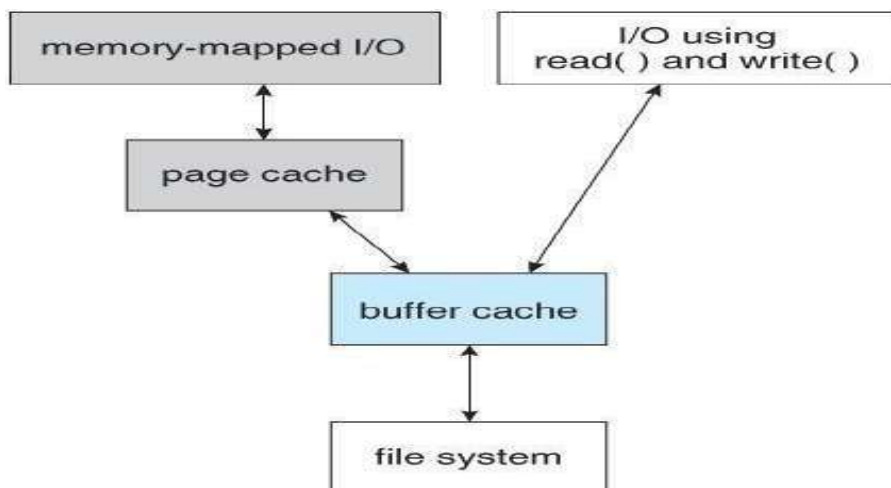 memory-mapped I/O
I/O using
read( ) and write( )
page cache
buffer cache
file system